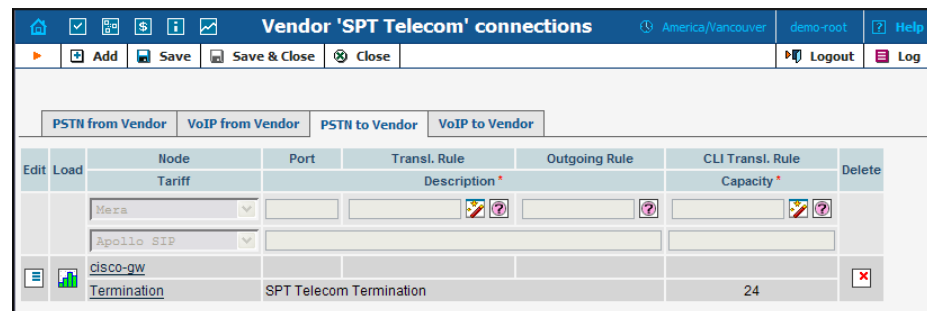 Vendor 'SPT Telecom' connections America/Vancouver demo-root ? Help
Add Save Save & Close Close Logout Log
PSTN from Vendor VoIP from Vendor PSTN to Vendor VoIP to Vendor
Edit Load Node Port Transl. Rule Outgoing Rule CLI Transl. Rule Delete
Tariff Description * Capacity *
Mera ? ? ?
Apollo SIP
cisco-gw
Termination SPT Telecom Termination 24